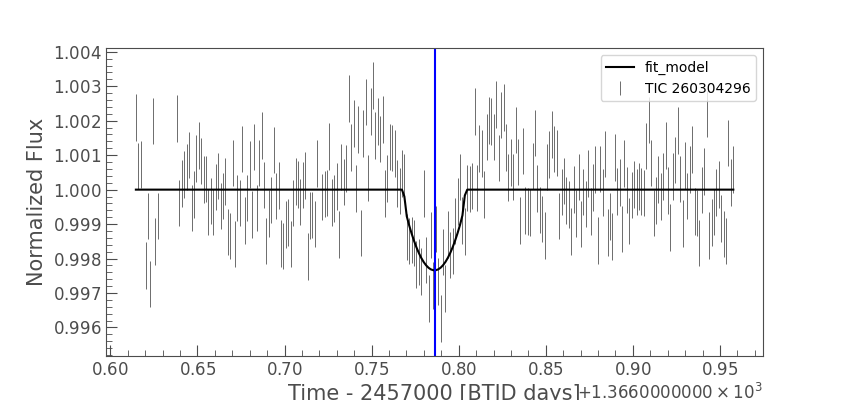 1.004
1.003
1.002
1.001
1.000
0.999
0.998
0.997
0.996
Normalized Flux
fit_model
TIC 260304296
0.60 0.65 0.70 0.75 0.80 0.85 0.90 0.95
Time - 2457000 [BTJD days]
+1.3660000000 × 10³